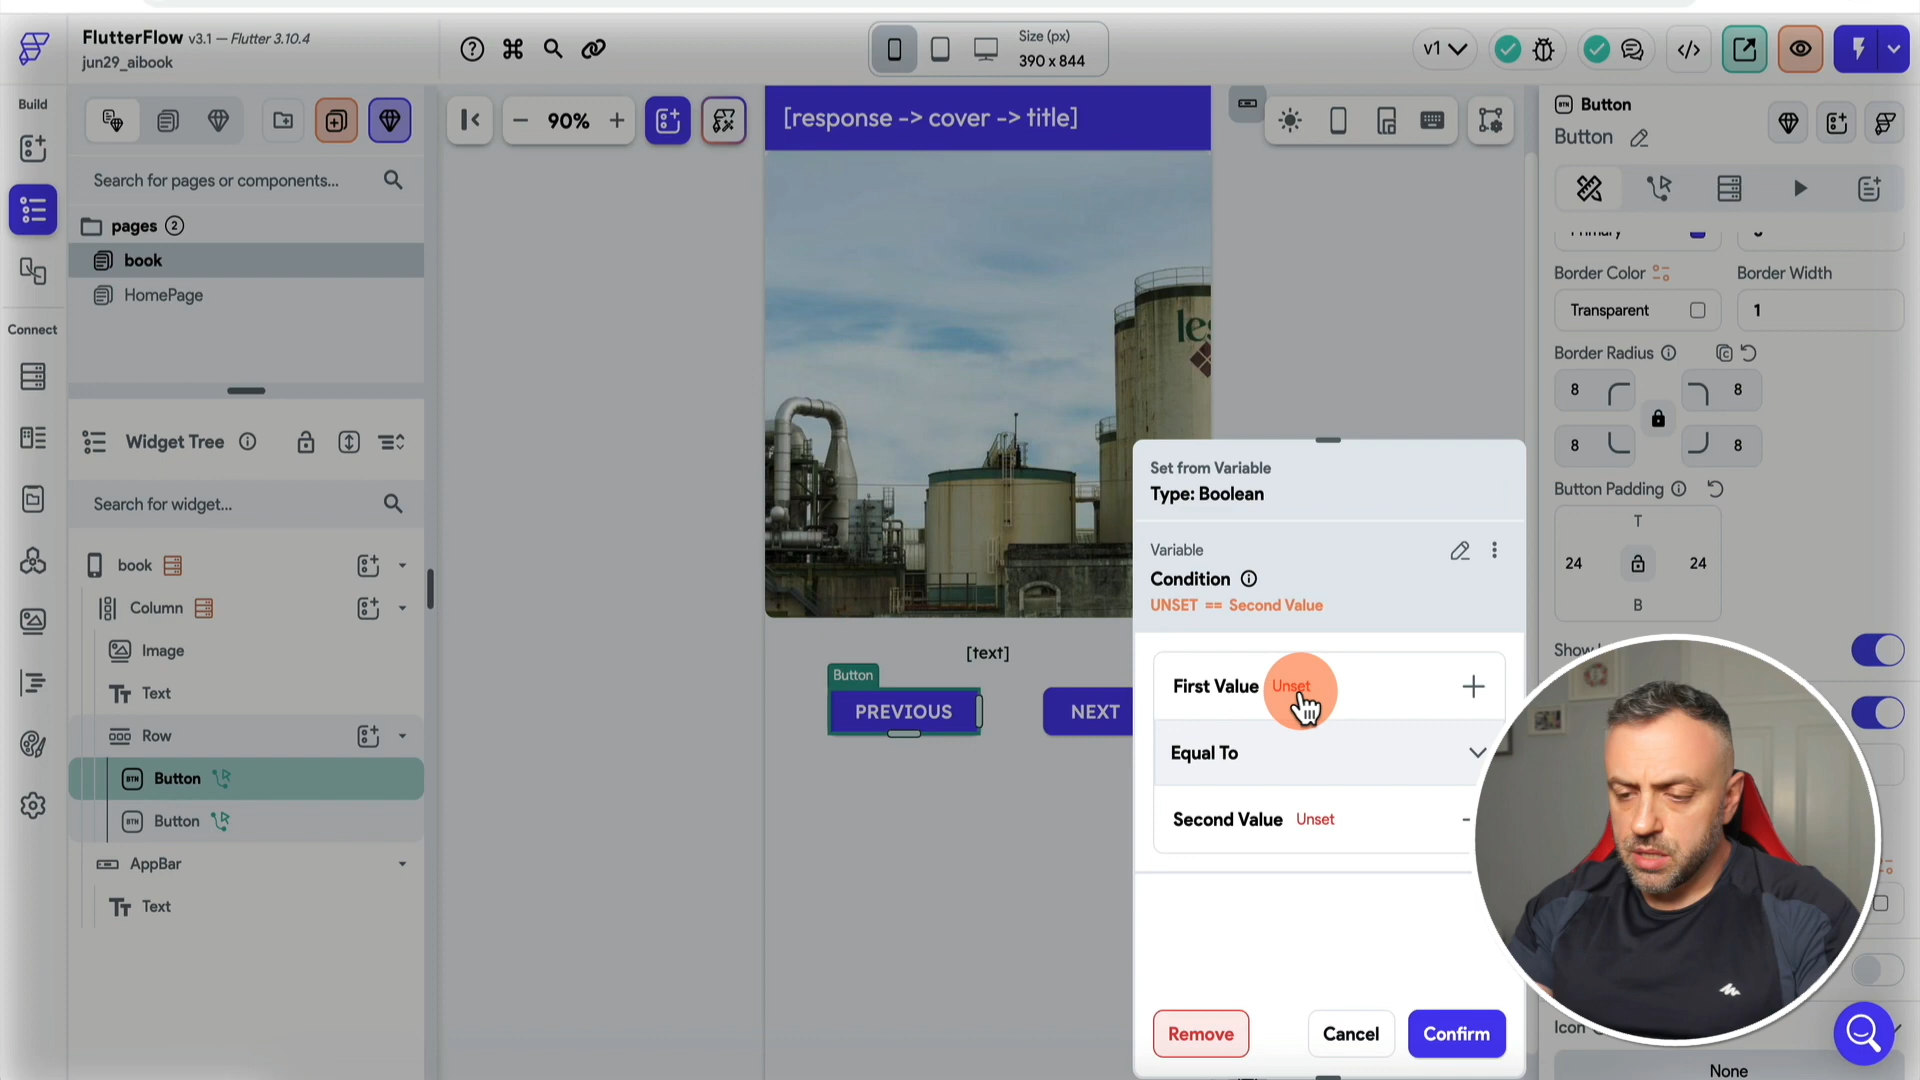 FlutterFlow v3.1 — Flutter 3.10.4
jun29_aibook
Size (px)
390 x 844
v1
Build
Connect
Search for pages or components...
pages 2
book
HomePage
Widget Tree
Search for widget...
book
Column
Image
Text
Row
Button
Button
AppBar
Text
90%
[response -> cover -> title]
[text]
Button
PREVIOUS
NEXT
Set from Variable
Type: Boolean
Variable
Condition
UNSET == Second Value
First Value Unset
Equal To
Second Value Unset
Remove
Cancel
Confirm
Button
Button
Primary
Border Color
Border Width
Transparent
1
Border Radius
8
8
8
8
Button Padding
T
24
24
B
Show
Icon
None